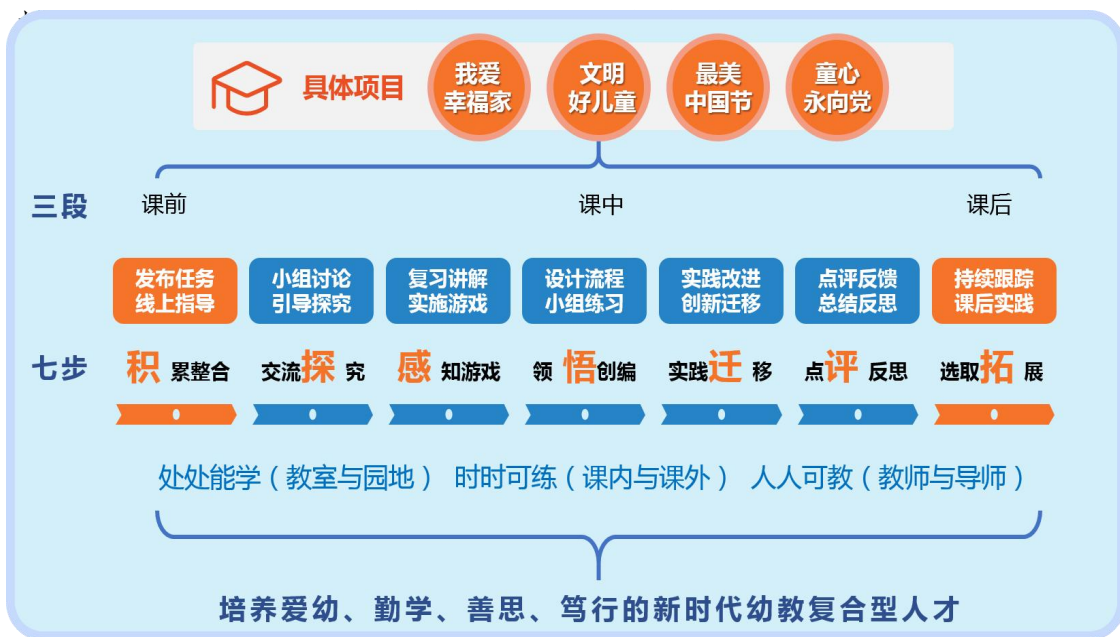 具体项目
我爱
幸福家
文明
好儿童
最美
中国节
童心
永向党
三段
课前
课中
课后
发布任务
线上指导
小组讨论
引导探究
复习讲解
实施游戏
设计流程
小组练习
实践改进
创新迁移
点评反馈
总结反思
持续跟踪
课后实践
七步
积累整合
交流探究
感知游戏
领悟创编
实践迁移
点评反思
选取拓展
处处能学（教室与园地） 时时可练（课内与课外） 人人可教（教师与导师）
培养爱幼、勤学、善思、笃行的新时代幼教复合型人才